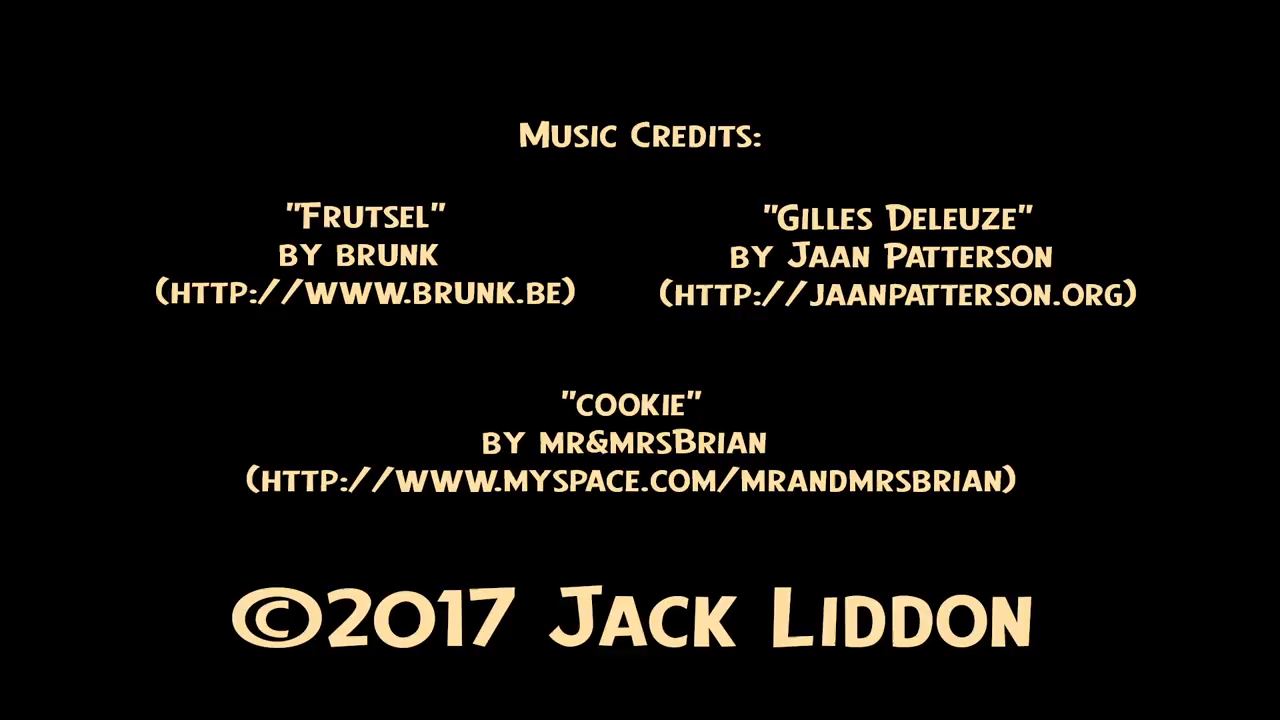 Music Credits:
"Frutsel"
by brunk
(http://www.brunk.be)
"Gilles Deleuze"
by Jaan Patterson
(http://jaanpatterson.org)
"cookie"
by mr&mrsBrian
(http://www.myspace.com/mrandmrsbrian)
©2017 Jack Liddon